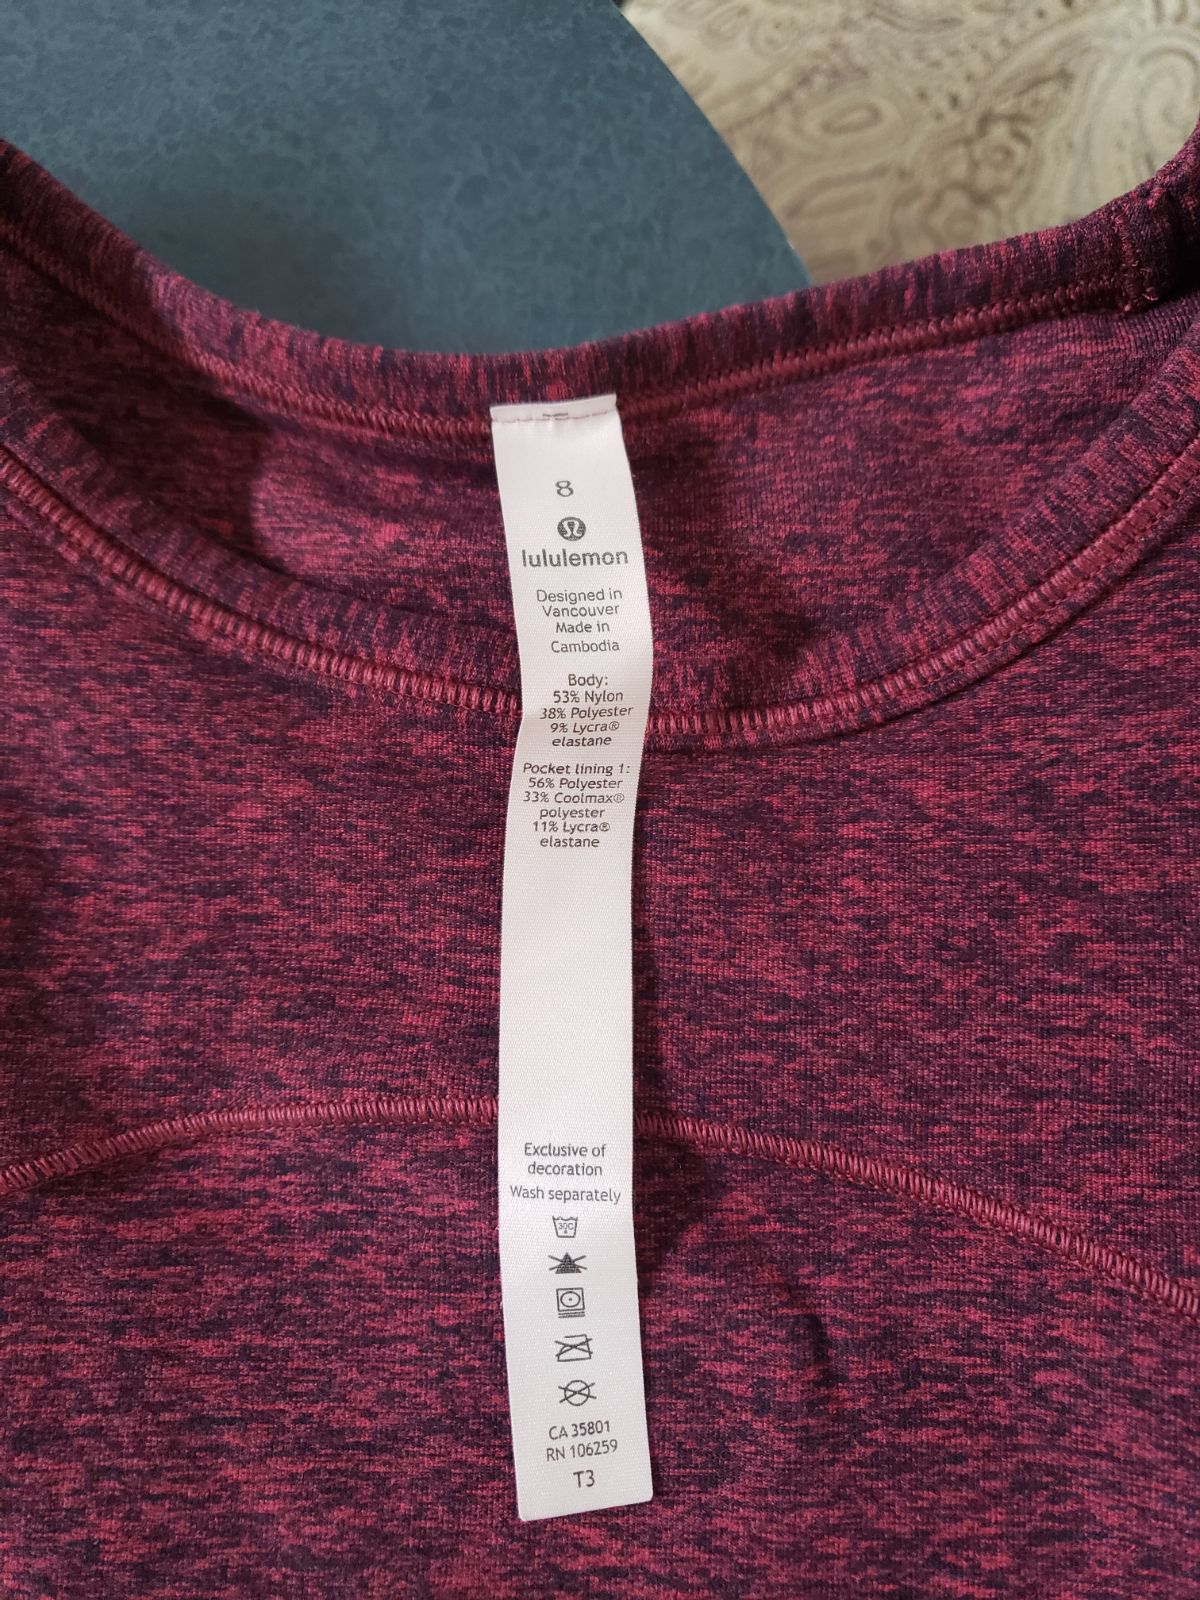 8
lululemon
Designed in
Vancouver
Made in
Cambodia
Body:
53% Nylon
38% Polyester
9% Lycra®
elastane
Pocket lining 1:
56% Polyester
33% Coolmax®
polyester
11% Lycra®
elastane
Exclusive of
decoration
Wash separately
30C
CA 35801
RN 106259
T3